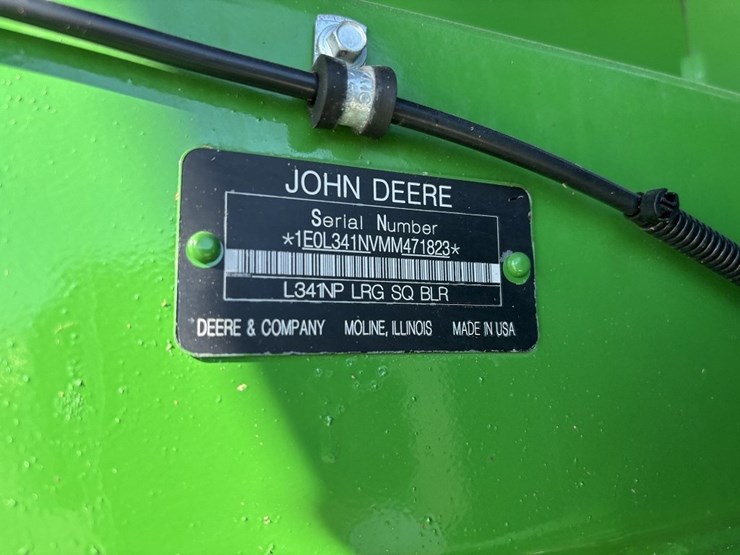 JOHN DEERE
Serial Number
*1E0L341NVMM471823*
L341NP LRG SQ BLR
DEERE & COMPANY MOLINE, ILLINOIS MADE IN USA